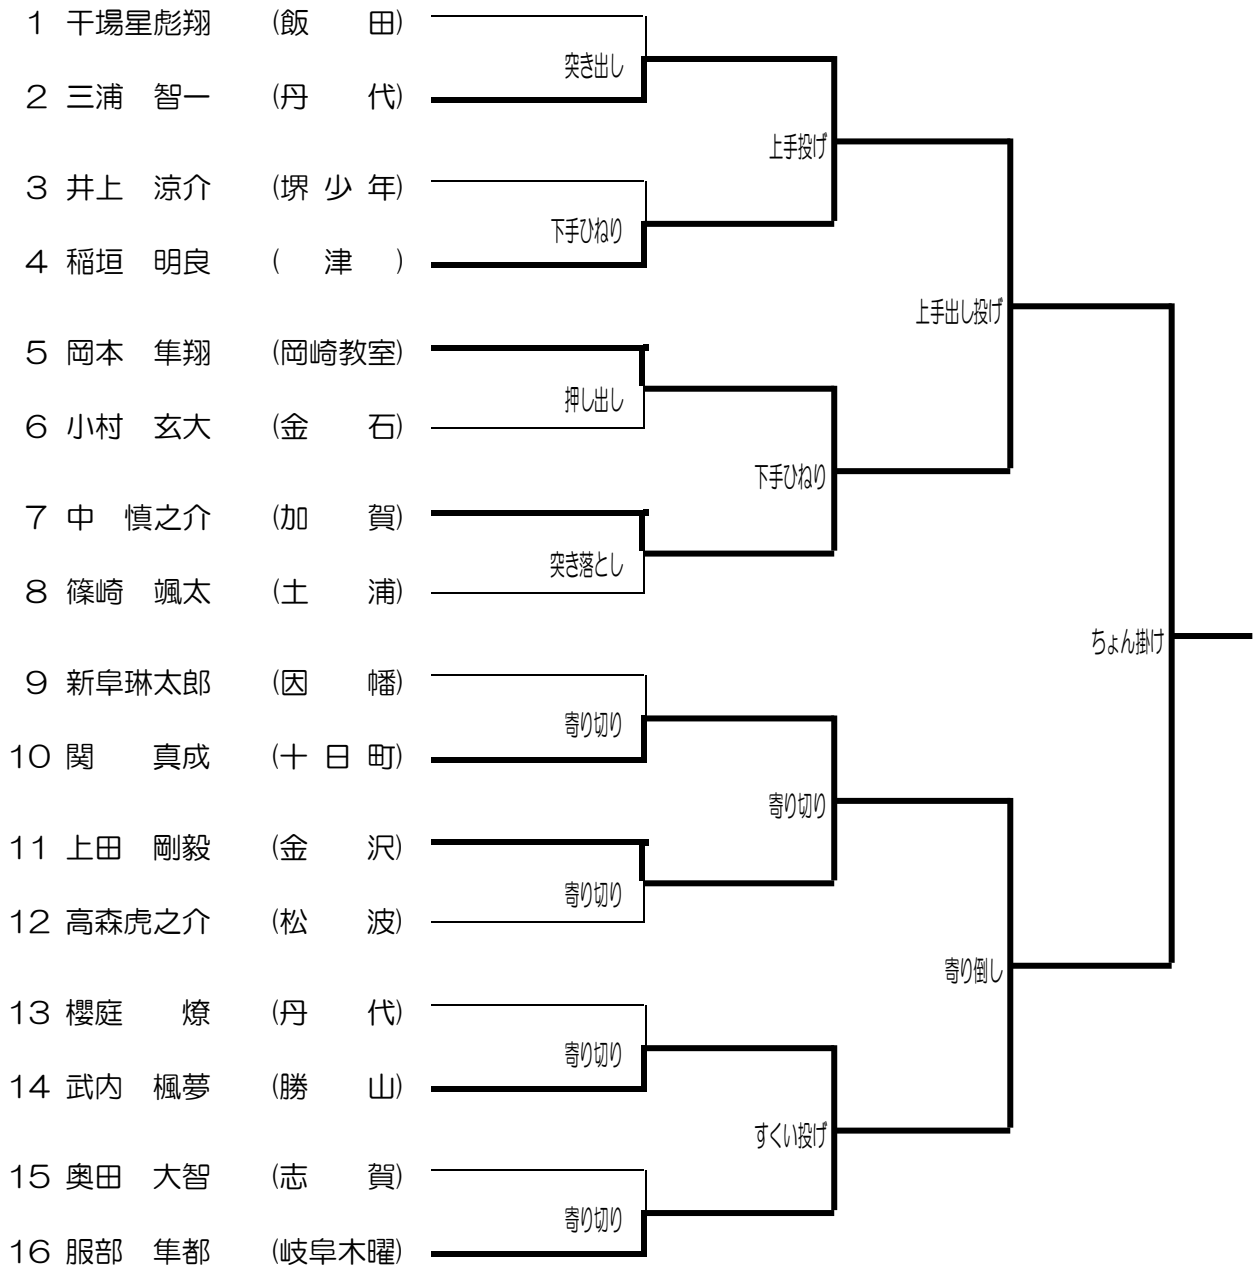 1 干場星彪翔 (飯 田)
突き出し
2 三浦 智一 (丹 代)
上手投げ
3 井上 涼介 (堺 少 年)
下手ひねり
4 稲垣 明良 ( 津 )
上手出し投げ
5 岡本 隼翔 (岡崎教室)
押し出し
6 小村 玄大 (金 石)
下手ひねり
7 中 慎之介 (加 賀)
突き落とし
8 篠崎 颯太 (土 浦)
ちょん掛け
9 新阜琳太郎 (因 幡)
寄り切り
10 関 真成 (十 日 町)
寄り切り
11 上田 剛毅 (金 沢)
寄り切り
12 高森虎之介 (松 波)
寄り倒し
13 櫻庭 燎 (丹 代)
寄り切り
14 武内 楓夢 (勝 山)
すくい投げ
15 奥田 大智 (志 賀)
寄り切り
16 服部 隼都 (岐阜木曜)